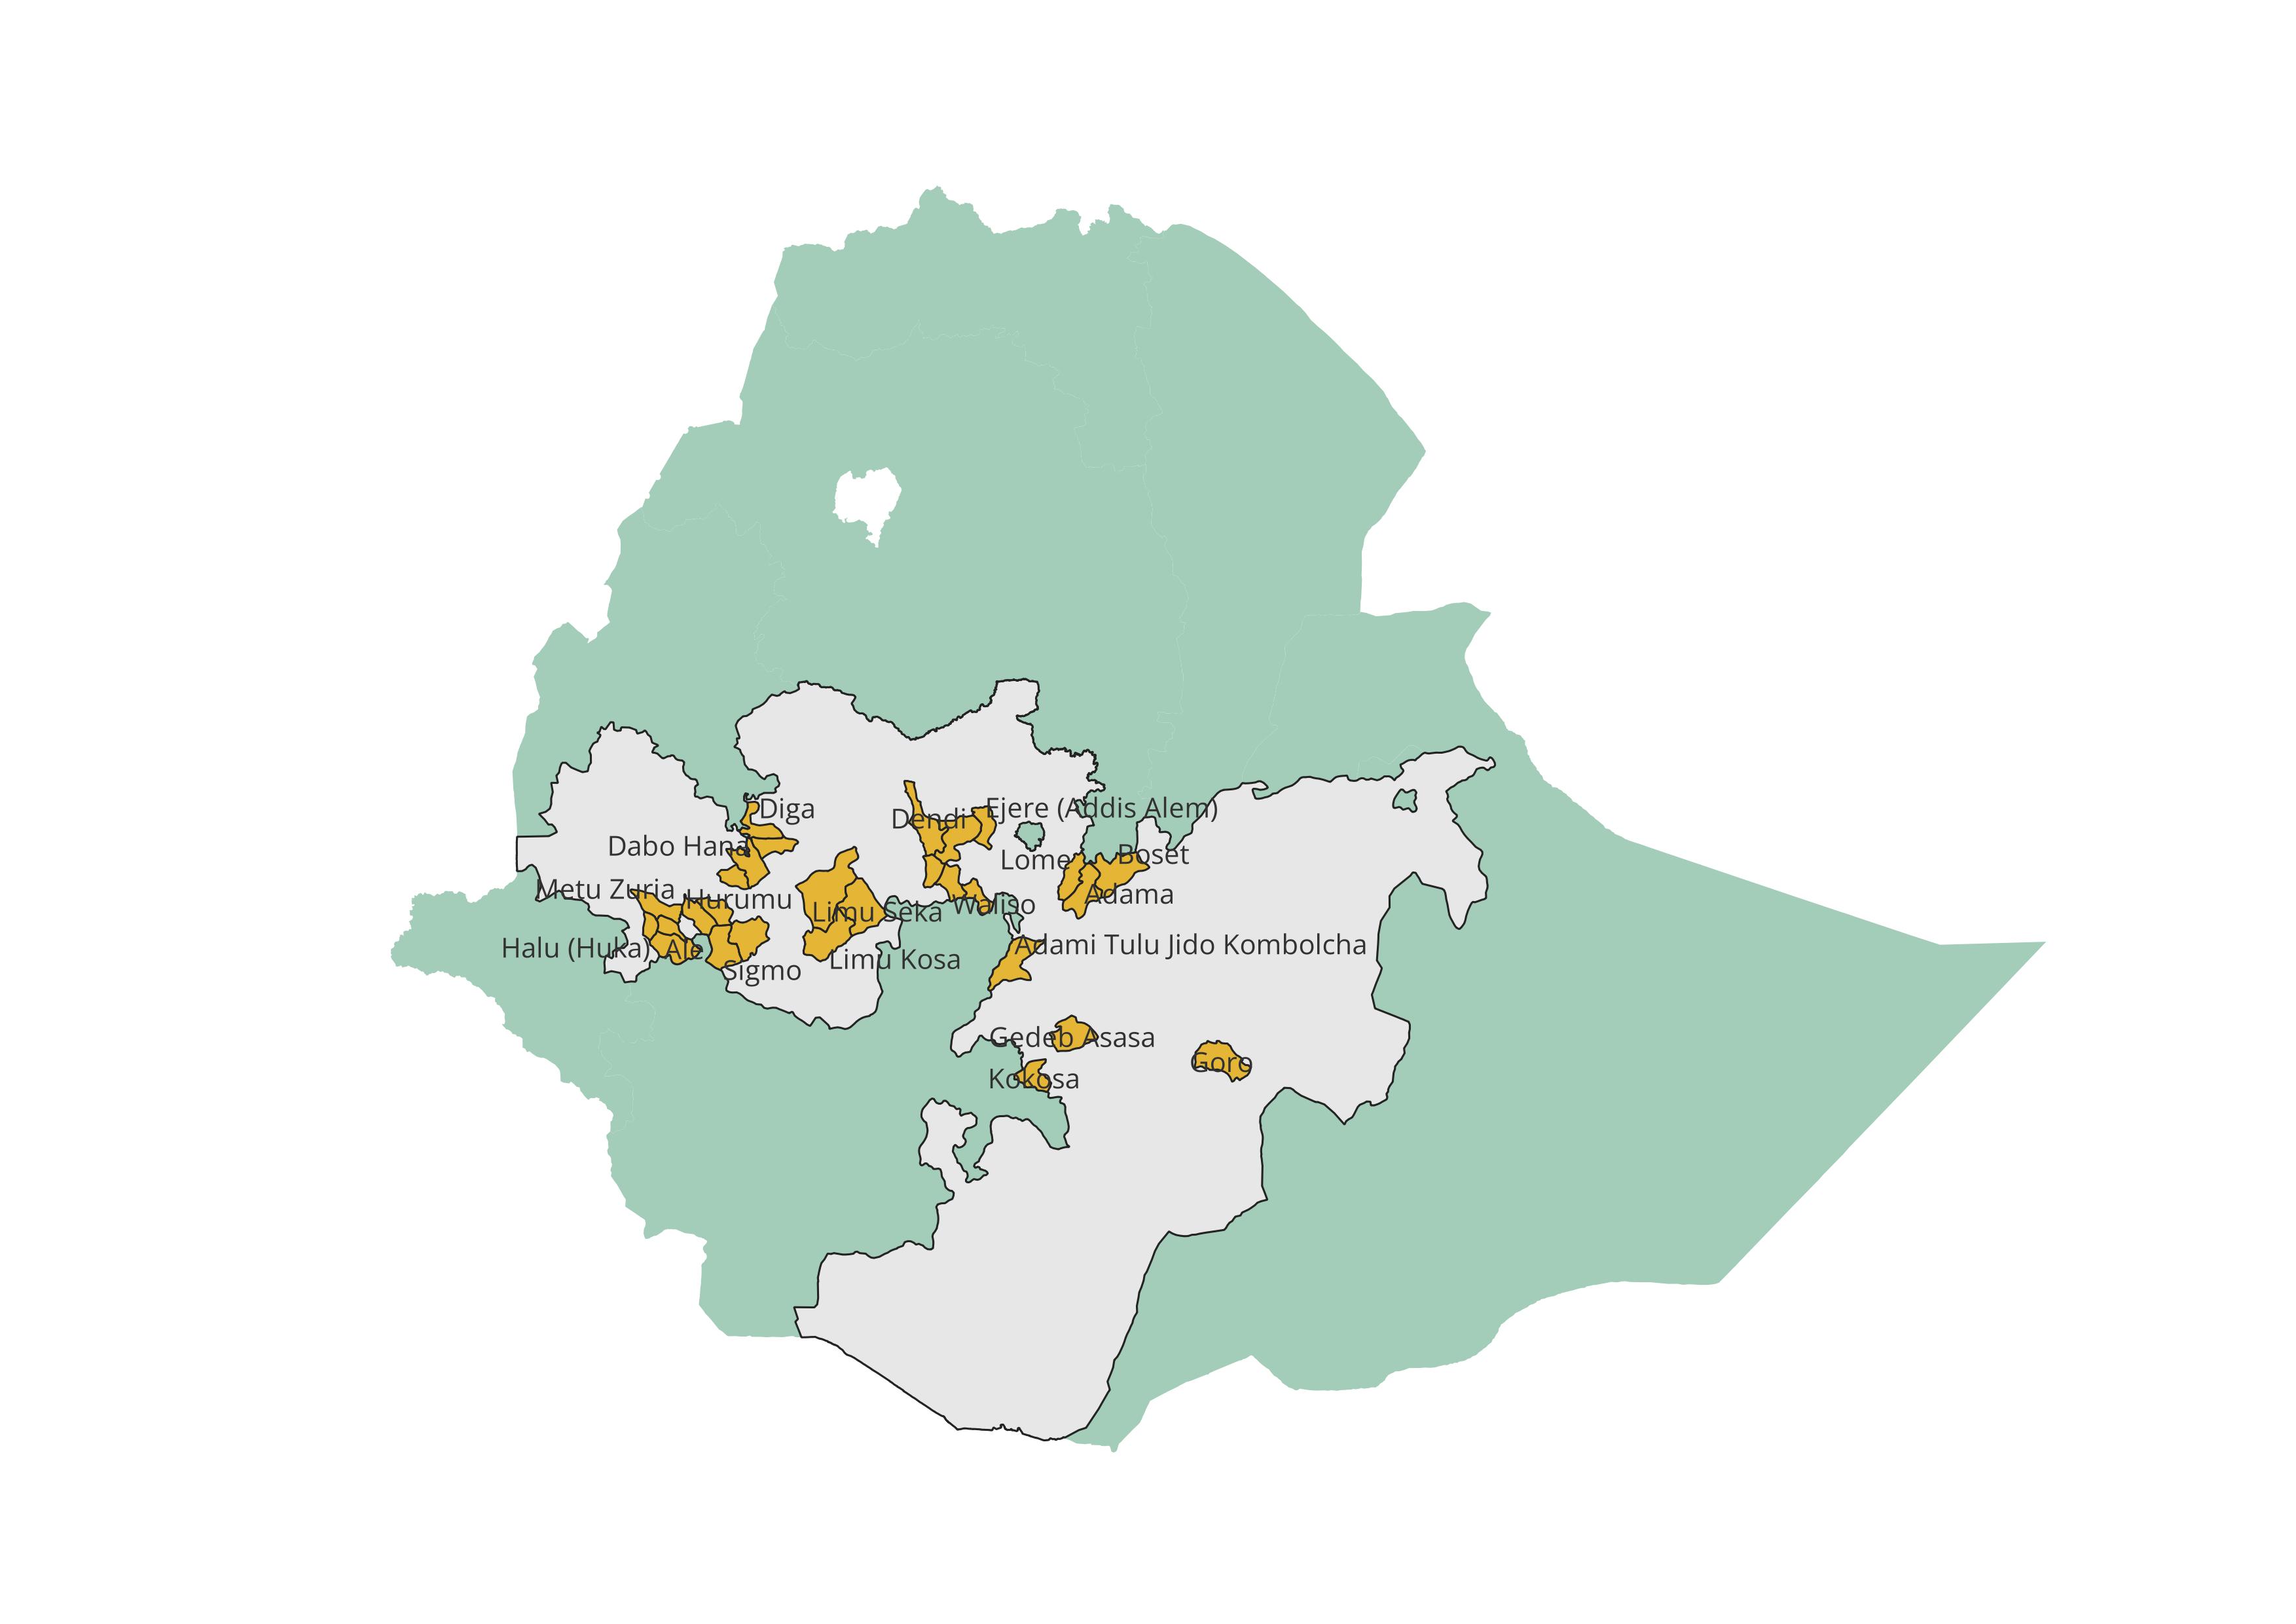 Diga
Dendi
Ejere (Addis Alem)
Dabo Hana
Lome
Boset
Metu Zuria
Hurumu
Limu Seka
Waliso
Adama
Halu (Huka)
Ale
Sigmo
Limu Kosa
Adami Tulu Jido Kombolcha
Gedeb Asasa
Goro
Kokosa